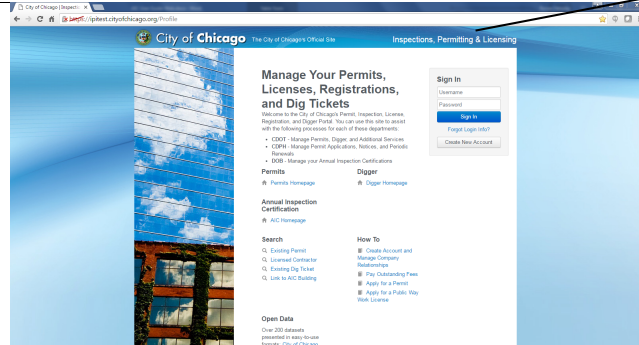 City of Chicago | Inspectio
https://ipitest.cityofchicago.org/Profile
City of Chicago The City of Chicago's Official Site
Inspections, Permitting & Licensing
Manage Your Permits,
Licenses, Registrations,
and Dig Tickets
Welcome to the City of Chicago's Permit, Inspection, License,
Registration, and Digger Portal. You can use this site to assist
with the following processes for each of these departments:
• CDOT - Manage Permits, Digger, and Additional Services
• CDPH - Manage Permit Applications, Notices, and Periodic
Renewals
• DOB - Manage your Annual Inspection Certifications
Sign In
Username
Password
Sign In
Forgot Login Info?
Create New Account
Permits
Permits Homepage
Digger
Digger Homepage
Annual Inspection
Certification
AIC Homepage
Search
Existing Permit
Licensed Contractor
Existing Dig Ticket
Link to AIC Building
How To
Create Account and
Manage Company
Relationships
Pay Outstanding Fees
Apply for a Permit
Apply for a Public Way
Work License
Open Data
Over 200 datasets
presented in easy-to-use
formats. City of Chicago